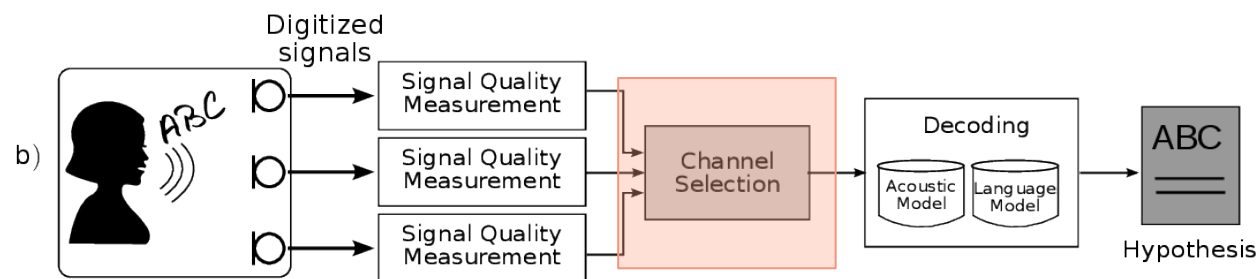 b)
ABC
Digitized
signals
Signal Quality
Measurement
Signal Quality
Measurement
Signal Quality
Measurement
Channel
Selection
Decoding
Acoustic
Model
Language
Model
ABC
Hypothesis